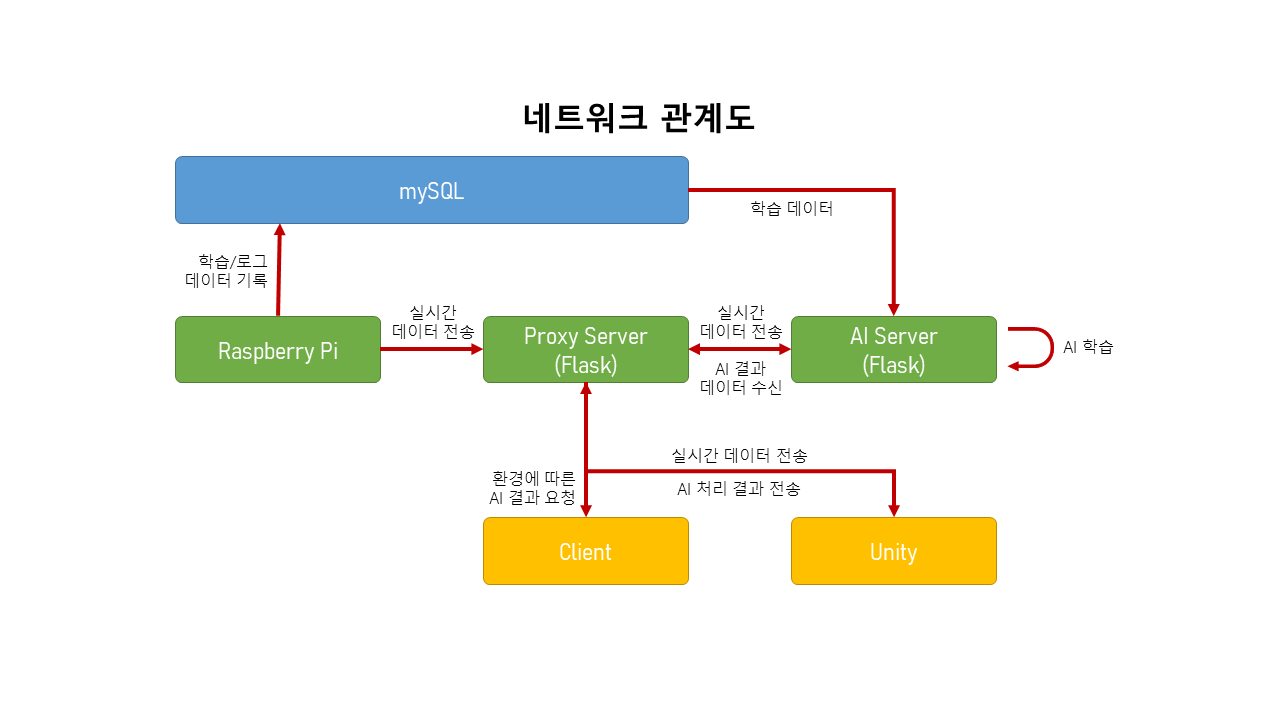 네트워크 관계도
mySQL
학습 데이터
학습/로그
데이터 기록
실시간
데이터 전송
실시간
데이터 전송
Raspberry Pi
Proxy Server
(Flask)
AI Server
(Flask)
AI 학습
AI 결과
데이터 수신
실시간 데이터 전송
환경에 따른
AI 결과 요청
AI 처리 결과 전송
Client
Unity